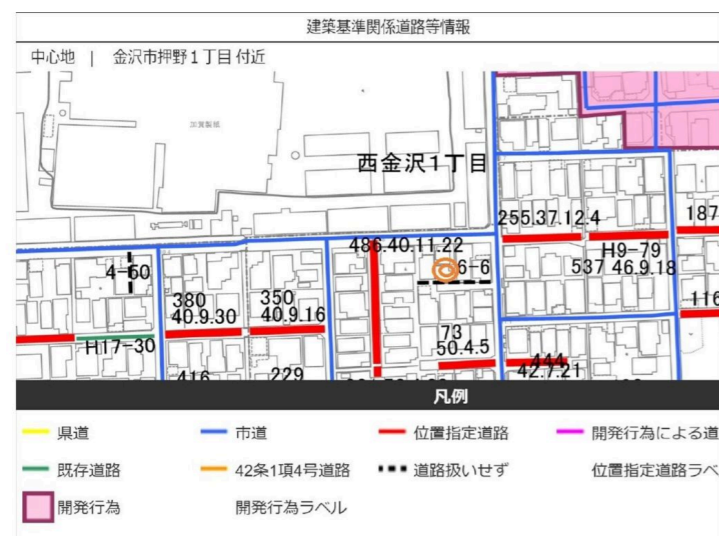 建築基準関係道路等情報
中心地 | 金沢市押野1丁目付近
加賀製紙
西金沢1丁目
255.37.12.4
187
486.40.11.22
H9-79
4-60
6-6
537 46.9.18
380
350
40.9.30
40.9.16
116
73
H17-30
50.4.5
444
416
229
42.7.21
凡例
県道
市道
位置指定道路
開発行為による道
既存道路
42条1項4号道路
道路扱いせず
位置指定道路ラベ
開発行為
開発行為ラベル